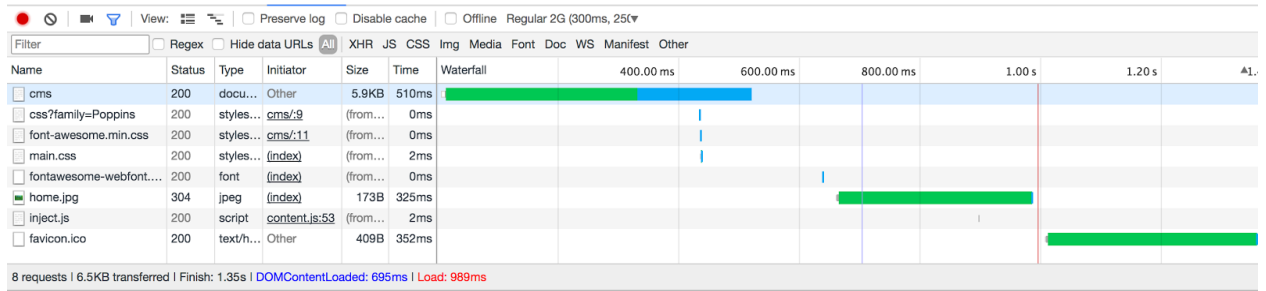 View: Preserve log Disable cache Offline Regular 2G (300ms, 25(▾
Filter Regex Hide data URLs All XHR JS CSS Img Media Font Doc WS Manifest Other
Name Status Type Initiator Size Time Waterfall 400.00 ms 600.00 ms 800.00 ms 1.00 s 1.20 s ▲1.
cms 200 docu... Other 5.9KB 510ms
css?family=Poppins 200 styles... cms/:9 (from... 0ms
font-awesome.min.css 200 styles... cms/:11 (from... 0ms
main.css 200 styles... (index) (from... 2ms
fontawesome-webfont.... 200 font (index) (from... 0ms
home.jpg 304 jpeg (index) 173B 325ms
inject.js 200 script content.js:53 (from... 2ms
favicon.ico 200 text/h... Other 409B 352ms
8 requests | 6.5KB transferred | Finish: 1.35s | DOMContentLoaded: 695ms | Load: 989ms